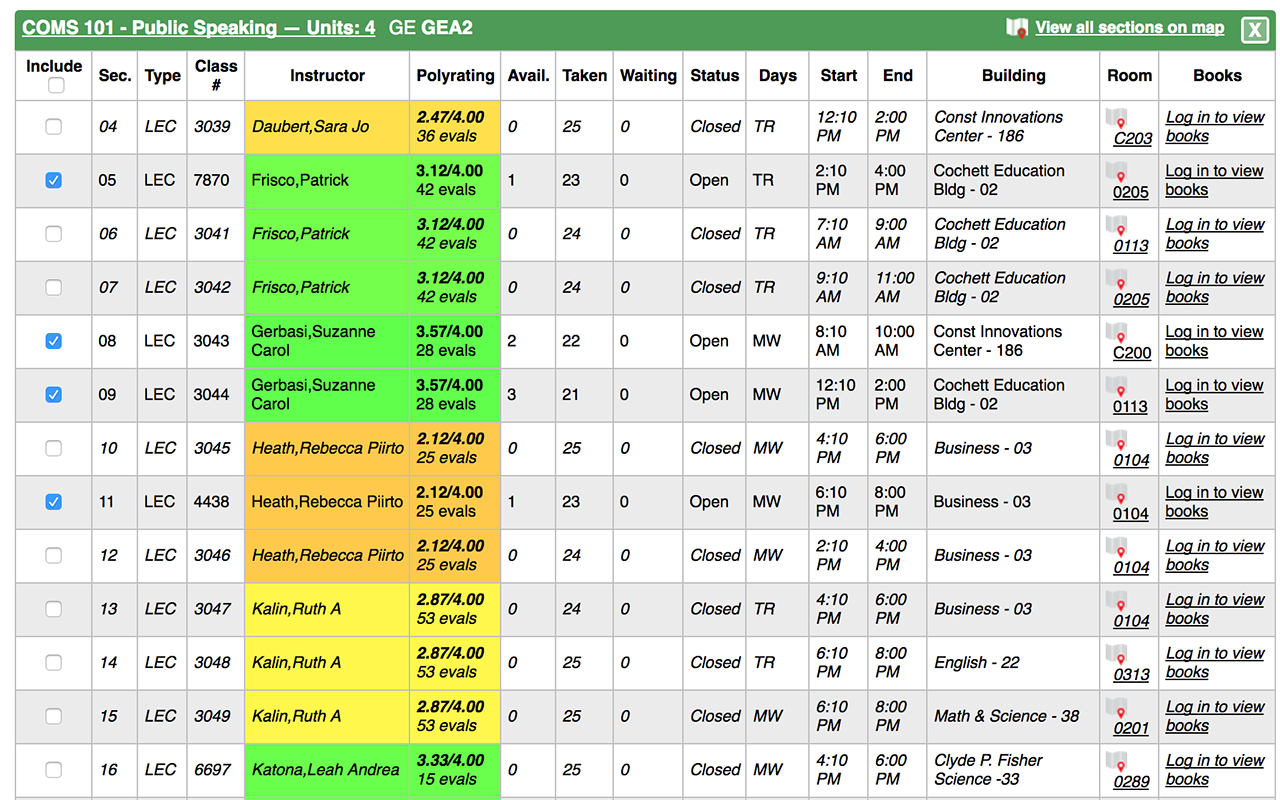 COMS 101 - Public Speaking — Units: 4 GE GEA2 View all sections on map X
Include Sec. Type Class # Instructor Polyrating Avail. Taken Waiting Status Days Start End Building Room Books
04 LEC 3039 Daubert,Sara Jo 2.47/4.00 36 evals 0 25 0 Closed TR 12:10 PM 2:00 PM Const Innovations Center - 186 C203 Log in to view books
05 LEC 7870 Frisco,Patrick 3.12/4.00 42 evals 1 23 0 Open TR 2:10 PM 4:00 PM Cochett Education Bldg - 02 0205 Log in to view books
06 LEC 3041 Frisco,Patrick 3.12/4.00 42 evals 0 24 0 Closed TR 7:10 AM 9:00 AM Cochett Education Bldg - 02 0113 Log in to view books
07 LEC 3042 Frisco,Patrick 3.12/4.00 42 evals 0 24 0 Closed TR 9:10 AM 11:00 AM Cochett Education Bldg - 02 0205 Log in to view books
08 LEC 3043 Gerbasi,Suzanne Carol 3.57/4.00 28 evals 2 22 0 Open MW 8:10 AM 10:00 AM Const Innovations Center - 186 C200 Log in to view books
09 LEC 3044 Gerbasi,Suzanne Carol 3.57/4.00 28 evals 3 21 0 Open MW 12:10 PM 2:00 PM Cochett Education Bldg - 02 0113 Log in to view books
10 LEC 3045 Heath,Rebecca Piirto 2.12/4.00 25 evals 0 25 0 Closed MW 4:10 PM 6:00 PM Business - 03 0104 Log in to view books
11 LEC 4438 Heath,Rebecca Piirto 2.12/4.00 25 evals 1 23 0 Open MW 6:10 PM 8:00 PM Business - 03 0104 Log in to view books
12 LEC 3046 Heath,Rebecca Piirto 2.12/4.00 25 evals 0 24 0 Closed MW 2:10 PM 4:00 PM Business - 03 0104 Log in to view books
13 LEC 3047 Kalin,Ruth A 2.87/4.00 53 evals 0 24 0 Closed TR 4:10 PM 6:00 PM Business - 03 0104 Log in to view books
14 LEC 3048 Kalin,Ruth A 2.87/4.00 53 evals 0 25 0 Closed TR 6:10 PM 8:00 PM English - 22 0313 Log in to view books
15 LEC 3049 Kalin,Ruth A 2.87/4.00 53 evals 0 25 0 Closed MW 6:10 PM 8:00 PM Math & Science - 38 0201 Log in to view books
16 LEC 6697 Katona,Leah Andrea 3.33/4.00 15 evals 0 25 0 Closed MW 4:10 PM 6:00 PM Clyde P. Fisher Science -33 0289 Log in to view books